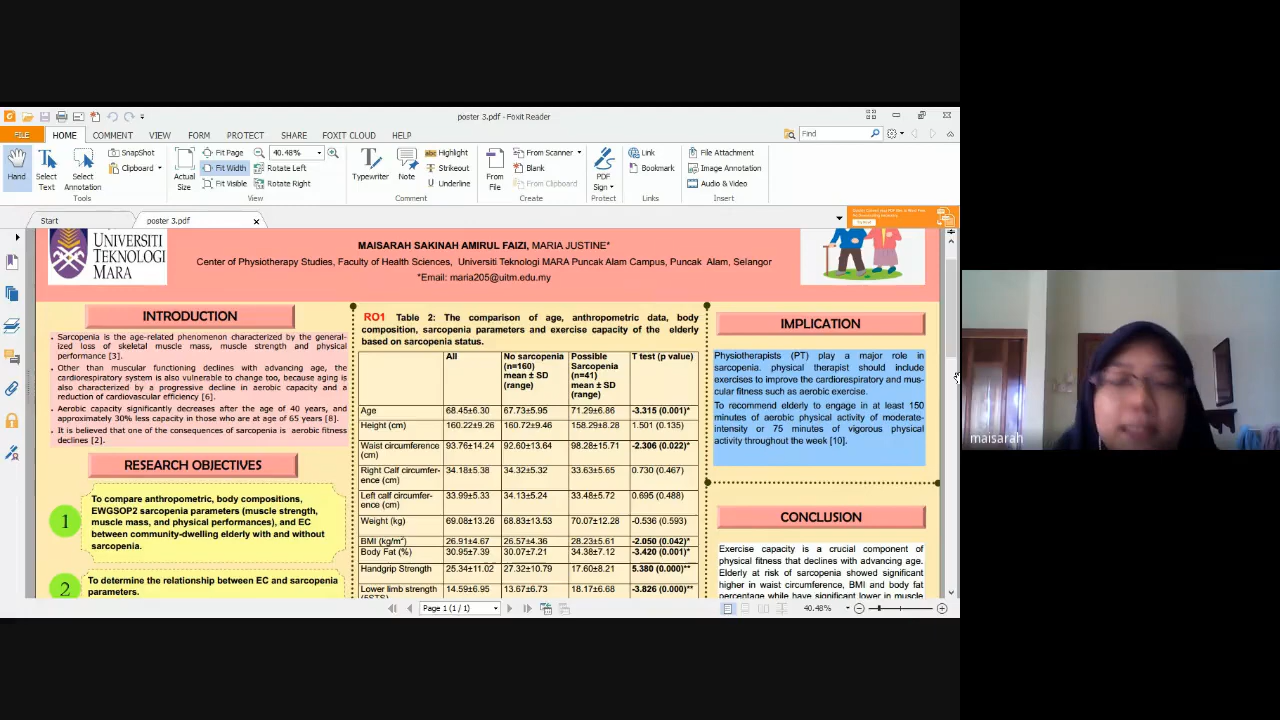 poster 3.pdf - Foxit Reader
FILE HOME COMMENT VIEW FORM PROTECT SHARE FOXIT CLOUD HELP
Find
Hand
Select Text
Select Annotation
SnapShot
Clipboard
Tools
Actual Size
Fit Page
Fit Width
Fit Visible
40.48%
Rotate Left
Rotate Right
View
Typewriter
Note
Highlight
Strikeout
Underline
Comment
From File
From Scanner
Blank
From Clipboard
Create
PDF Sign
Protect
Link
Bookmark
Links
File Attachment
Image Annotation
Audio & Video
Insert
Start
poster 3.pdf
UNIVERSITI
TEKNOLOGI
MARA
MAISARAH SAKINAH AMIRUL FAIZI, MARIA JUSTINE*
Center of Physiotherapy Studies, Faculty of Health Sciences, Universiti Teknologi MARA Puncak Alam Campus, Puncak Alam, Selangor
*Email: maria205@uitm.edu.my
INTRODUCTION
Sarcopenia is the age-related phenomenon characterized by the general-
ized loss of skeletal muscle mass, muscle strength and physical
performance [3].
Other than muscular functioning declines with advancing age, the
cardiorespiratory system is also vulnerable to change too, because aging is
also characterized by a progressive decline in aerobic capacity and a
reduction of cardiovascular efficiency [6].
Aerobic capacity significantly decreases after the age of 40 years, and
approximately 30% less capacity in those who are at age of 65 years [8].
It is believed that one of the consequences of sarcopenia is aerobic fitness
declines [2].
RESEARCH OBJECTIVES
1
To compare anthropometric, body compositions,
EWGSOP2 sarcopenia parameters (muscle strength,
muscle mass, and physical performances), and EC
between community-dwelling elderly with and without
sarcopenia.
2
To determine the relationship between EC and sarcopenia
parameters.
RO1 Table 2: The comparison of age, anthropometric data, body
composition, sarcopenia parameters and exercise capacity of the elderly
based on sarcopenia status.
All | No sarcopenia (n=160) mean ± SD (range) | Possible Sarcopenia (n=41) mean ± SD (range) | T test (p value)
Age 68.45±6.30 67.73±5.95 71.29±6.86 -3.315 (0.001)*
Height (cm) 160.22±9.26 160.72±9.46 158.29±8.28 1.501 (0.135)
Waist circumference (cm) 93.76±14.24 92.60±13.64 98.28±15.71 -2.306 (0.022)*
Right Calf circumfer-ence (cm) 34.18±5.38 34.32±5.32 33.63±5.65 0.730 (0.467)
Left calf circumfer-ence (cm) 33.99±5.33 34.13±5.24 33.48±5.72 0.695 (0.488)
Weight (kg) 69.08±13.26 68.83±13.53 70.07±12.28 -0.536 (0.593)
BMI (kg/m²) 26.91±4.67 26.57±4.36 28.23±5.61 -2.050 (0.042)*
Body Fat (%) 30.95±7.39 30.07±7.21 34.38±7.12 -3.420 (0.001)*
Handgrip Strength 25.34±11.02 27.32±10.79 17.60±8.21 5.380 (0.000)**
Lower limb strength 14.59±6.95 13.67±6.73 18.17±6.68 -3.826 (0.000)**
IMPLICATION
Physiotherapists (PT) play a major role in
sarcopenia. physical therapist should include
exercises to improve the cardiorespiratory and mus-
cular fitness such as aerobic exercise.
To recommend elderly to engage in at least 150
minutes of aerobic physical activity of moderate-
intensity or 75 minutes of vigorous physical
activity throughout the week [10].
CONCLUSION
Exercise capacity is a crucial component of
physical fitness that declines with advancing age.
Elderly at risk of sarcopenia showed significant
higher in waist circumference, BMI and body fat
percentage while have significant lower in muscle
Page 1 (1 / 1)
40.48%
maisarah